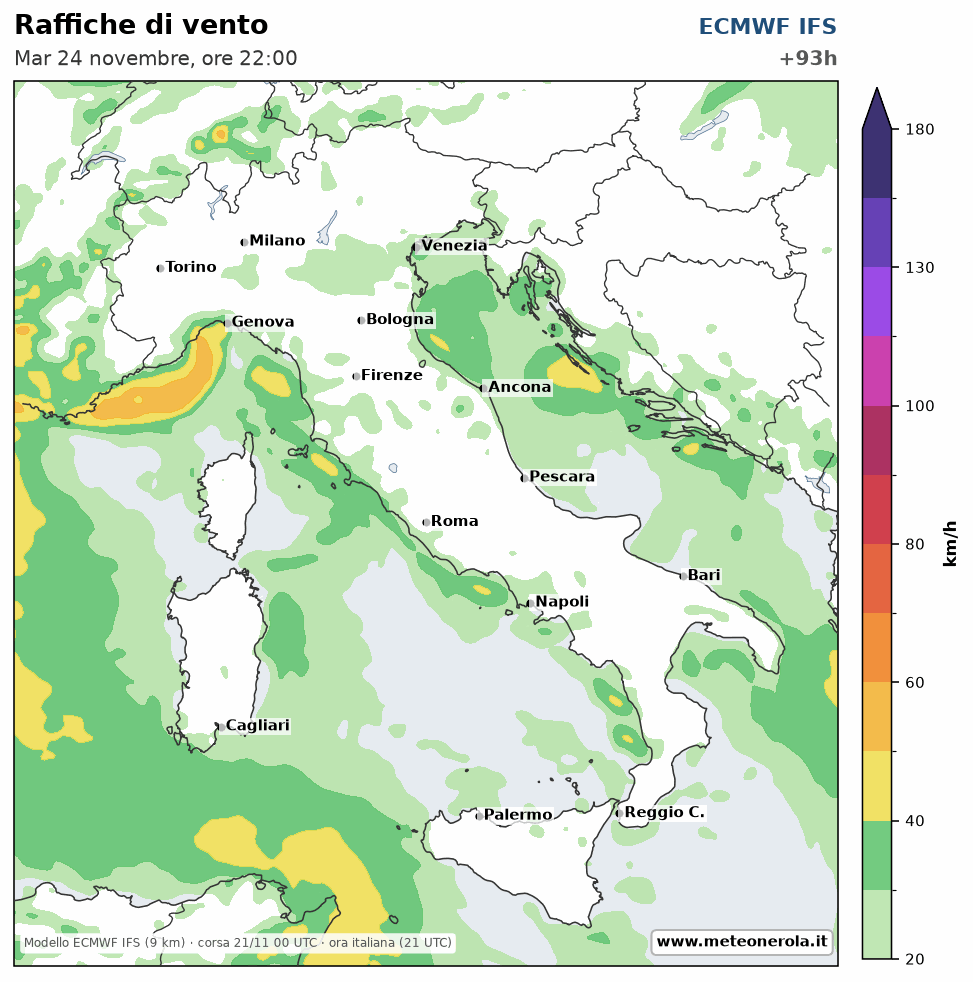 Raffiche di vento
ECMWF IFS
Mar 24 novembre, ore 22:00
+93h
Milano
Venezia
Torino
Genova
Bologna
Firenze
Ancona
Pescara
Roma
Bari
Napoli
Cagliari
Palermo
Reggio C.
180
130
100
80
60
40
20
km/h
Modello ECMWF IFS (9 km) · corsa 21/11 00 UTC · ora italiana (21 UTC)
www.meteonerola.it